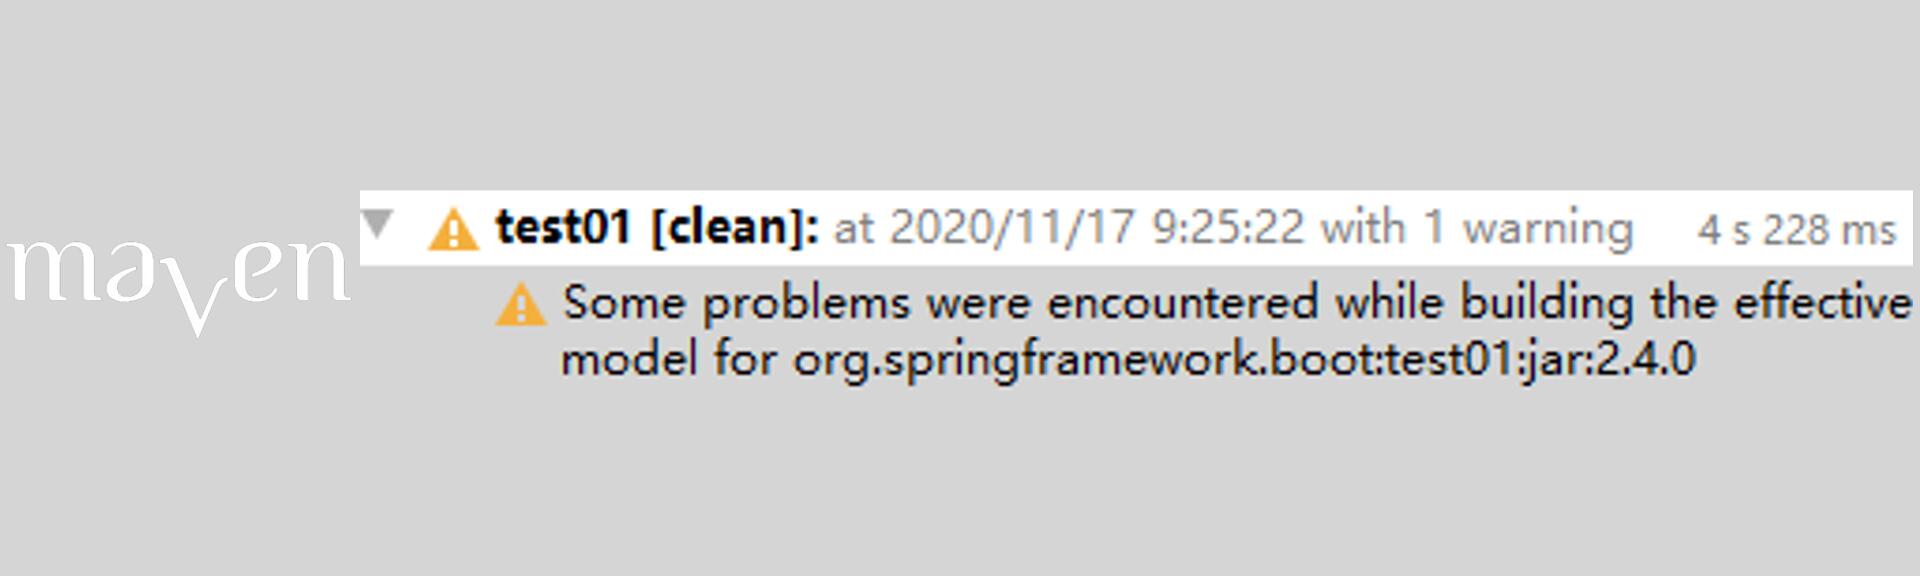 maven
test01 [clean]: at 2020/11/17 9:25:22 with 1 warning 4 s 228 ms
Some problems were encountered while building the effective
model for org.springframework.boot:test01:jar:2.4.0